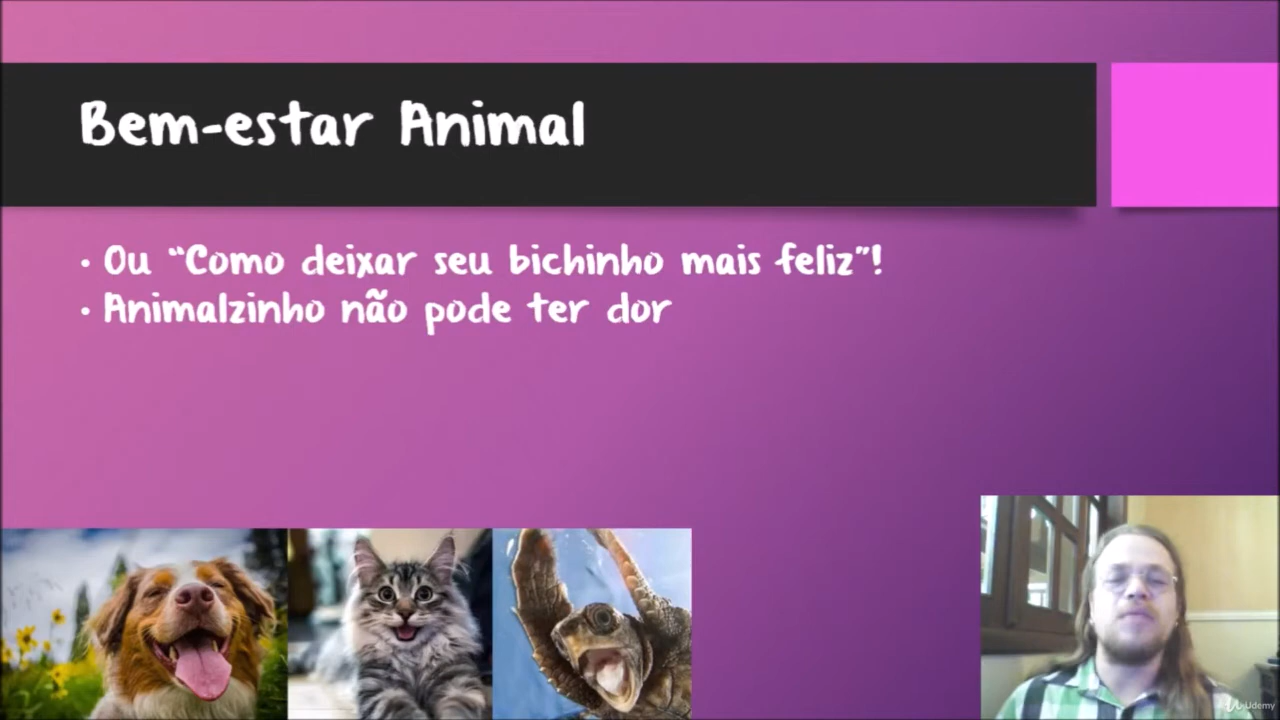 Bem-estar Animal
• Ou “Como deixar seu bichinho mais feliz”!
• Animalzinho não pode ter dor
Udemy